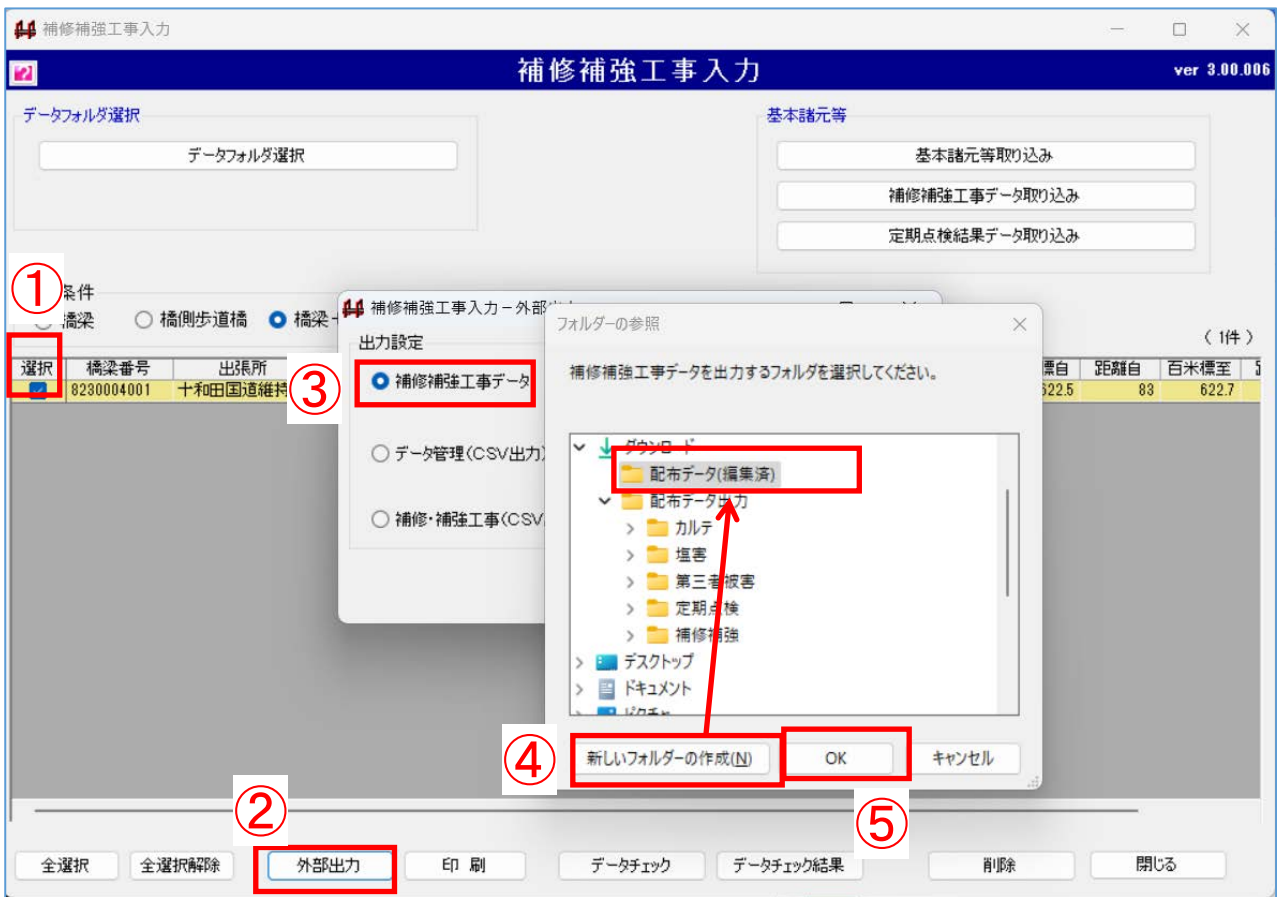 補修補強工事入力
補修補強工事入力
ver 3.00.006
データフォルダ選択
データフォルダ選択
基本諸元等
基本諸元等取り込み
補修補強工事データ取り込み
定期点検結果データ取り込み
①
条件
橋梁
橋側歩道橋
橋梁
( 1件 )
選択
橋梁番号
出張所
標自
距離自
百米標至
8230004001
十和田国道維持
622.5
83
622.7
補修補強工事入力－外部
出力設定
③
補修補強工事データ
データ管理(CSV出力)
補修・補強工事(CSV
フォルダーの参照
補修補強工事データを出力するフォルダを選択してください。
ダウンロード
配布データ(編集済)
配布データ出力
カルテ
塩害
第三者被害
定期点検
補修補強
デスクトップ
ドキュメント
ピクチャ
④
新しいフォルダーの作成(N)
OK
キャンセル
⑤
②
全選択
全選択解除
外部出力
印 刷
データチェック
データチェック結果
削除
閉じる